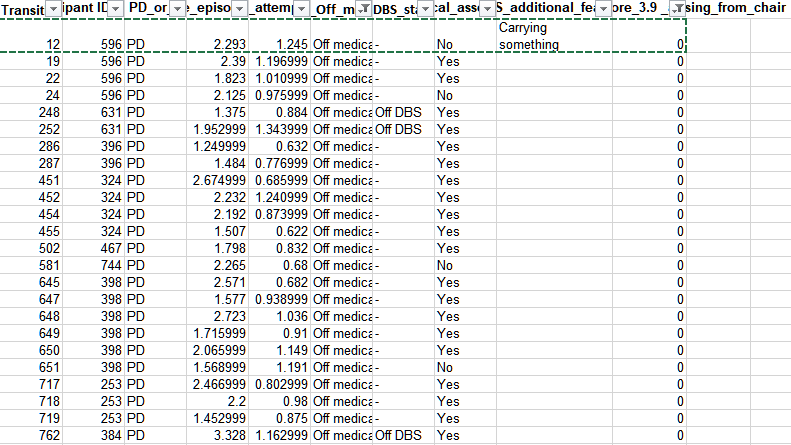 Transit ipant ID PD_or_ e_episo _attemp _Off_m DBS_sta cal_asse S_additional_fea ore_3.9_ sing_from_chair
Carrying
12 596 PD 2.293 1.245 Off medica - No something 0
19 596 PD 2.39 1.196999 Off medica - Yes 0
22 596 PD 1.823 1.010999 Off medica - Yes 0
24 596 PD 2.125 0.975999 Off medica - No 0
248 631 PD 1.375 0.884 Off medica Off DBS Yes 0
252 631 PD 1.952999 1.343999 Off medica Off DBS Yes 0
286 396 PD 1.249999 0.632 Off medica - Yes 0
287 396 PD 1.484 0.776999 Off medica - Yes 0
451 324 PD 2.674999 0.685999 Off medica - Yes 0
452 324 PD 2.232 1.240999 Off medica - Yes 0
454 324 PD 2.192 0.873999 Off medica - Yes 0
455 324 PD 1.507 0.622 Off medica - Yes 0
502 467 PD 1.798 0.832 Off medica - Yes 0
581 744 PD 2.265 0.68 Off medica - No 0
645 398 PD 2.571 0.682 Off medica - Yes 0
647 398 PD 1.577 0.938999 Off medica - Yes 0
648 398 PD 2.723 1.036 Off medica - Yes 0
649 398 PD 1.715999 0.91 Off medica - Yes 0
650 398 PD 2.065999 1.149 Off medica - Yes 0
651 398 PD 1.568999 1.191 Off medica - No 0
717 253 PD 2.466999 0.802999 Off medica - Yes 0
718 253 PD 2.2 0.98 Off medica - Yes 0
719 253 PD 1.452999 0.875 Off medica - Yes 0
762 384 PD 3.328 1.162999 Off medica Off DBS Yes 0